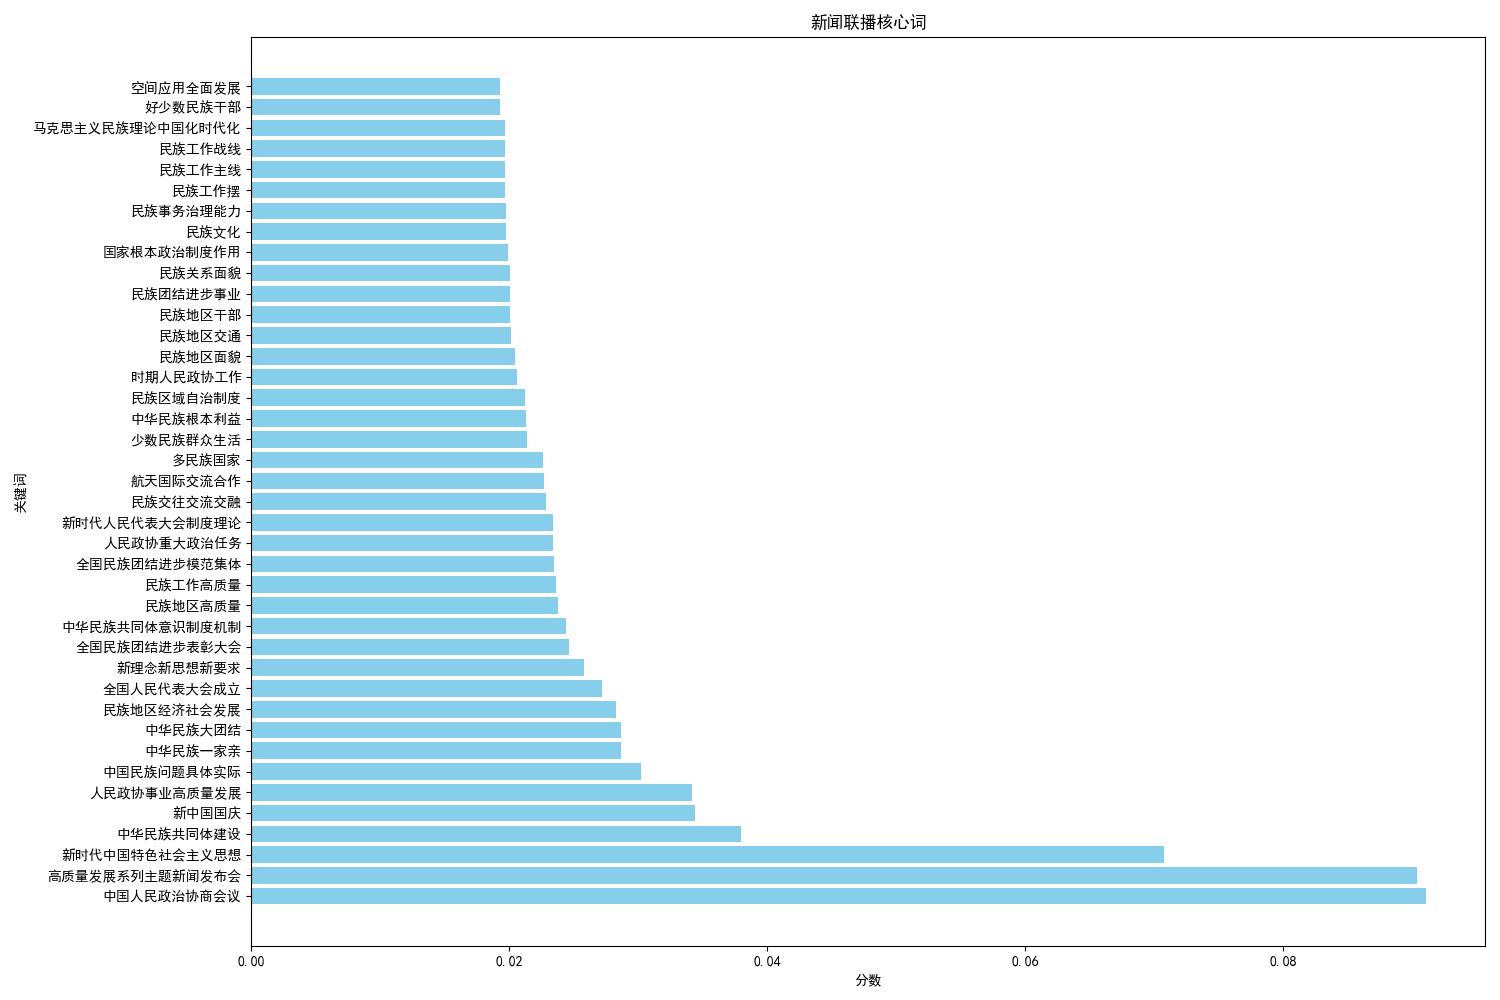 新闻联播核心词
空间应用全面发展
好少数民族干部
马克思主义民族理论中国化时代化
民族工作战线
民族工作主线
民族工作摆
民族事务治理能力
民族文化
国家根本政治制度作用
民族关系面貌
民族团结进步事业
民族地区干部
民族地区交通
民族地区面貌
时期人民政协工作
民族区域自治制度
中华民族根本利益
少数民族群众生活
多民族国家
航天国际交流合作
民族交往交流交融
新时代人民代表大会制度理论
人民政协重大政治任务
全国民族团结进步模范集体
民族工作高质量
民族地区高质量
中华民族共同体意识制度机制
全国民族团结进步表彰大会
新理念新思想新要求
全国人民代表大会成立
民族地区经济社会发展
中华民族大团结
中华民族一家亲
中国民族问题具体实际
人民政协事业高质量发展
新中国国庆
中华民族共同体建设
新时代中国特色社会主义思想
高质量发展系列主题新闻发布会
中国人民政治协商会议
关键词
0.00 0.02 0.04 0.06 0.08
分数